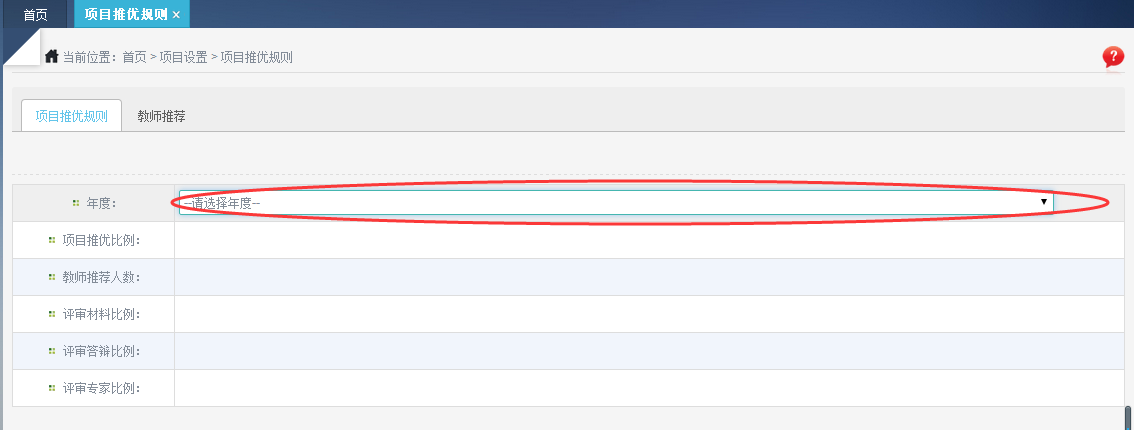 首页 项目推优规则 ×
当前位置：首页 > 项目设置 > 项目推优规则
?
项目推优规则 教师推荐
年度： --请选择年度--
项目推优比例：
教师推荐人数：
评审材料比例：
评审答辩比例：
评审专家比例：